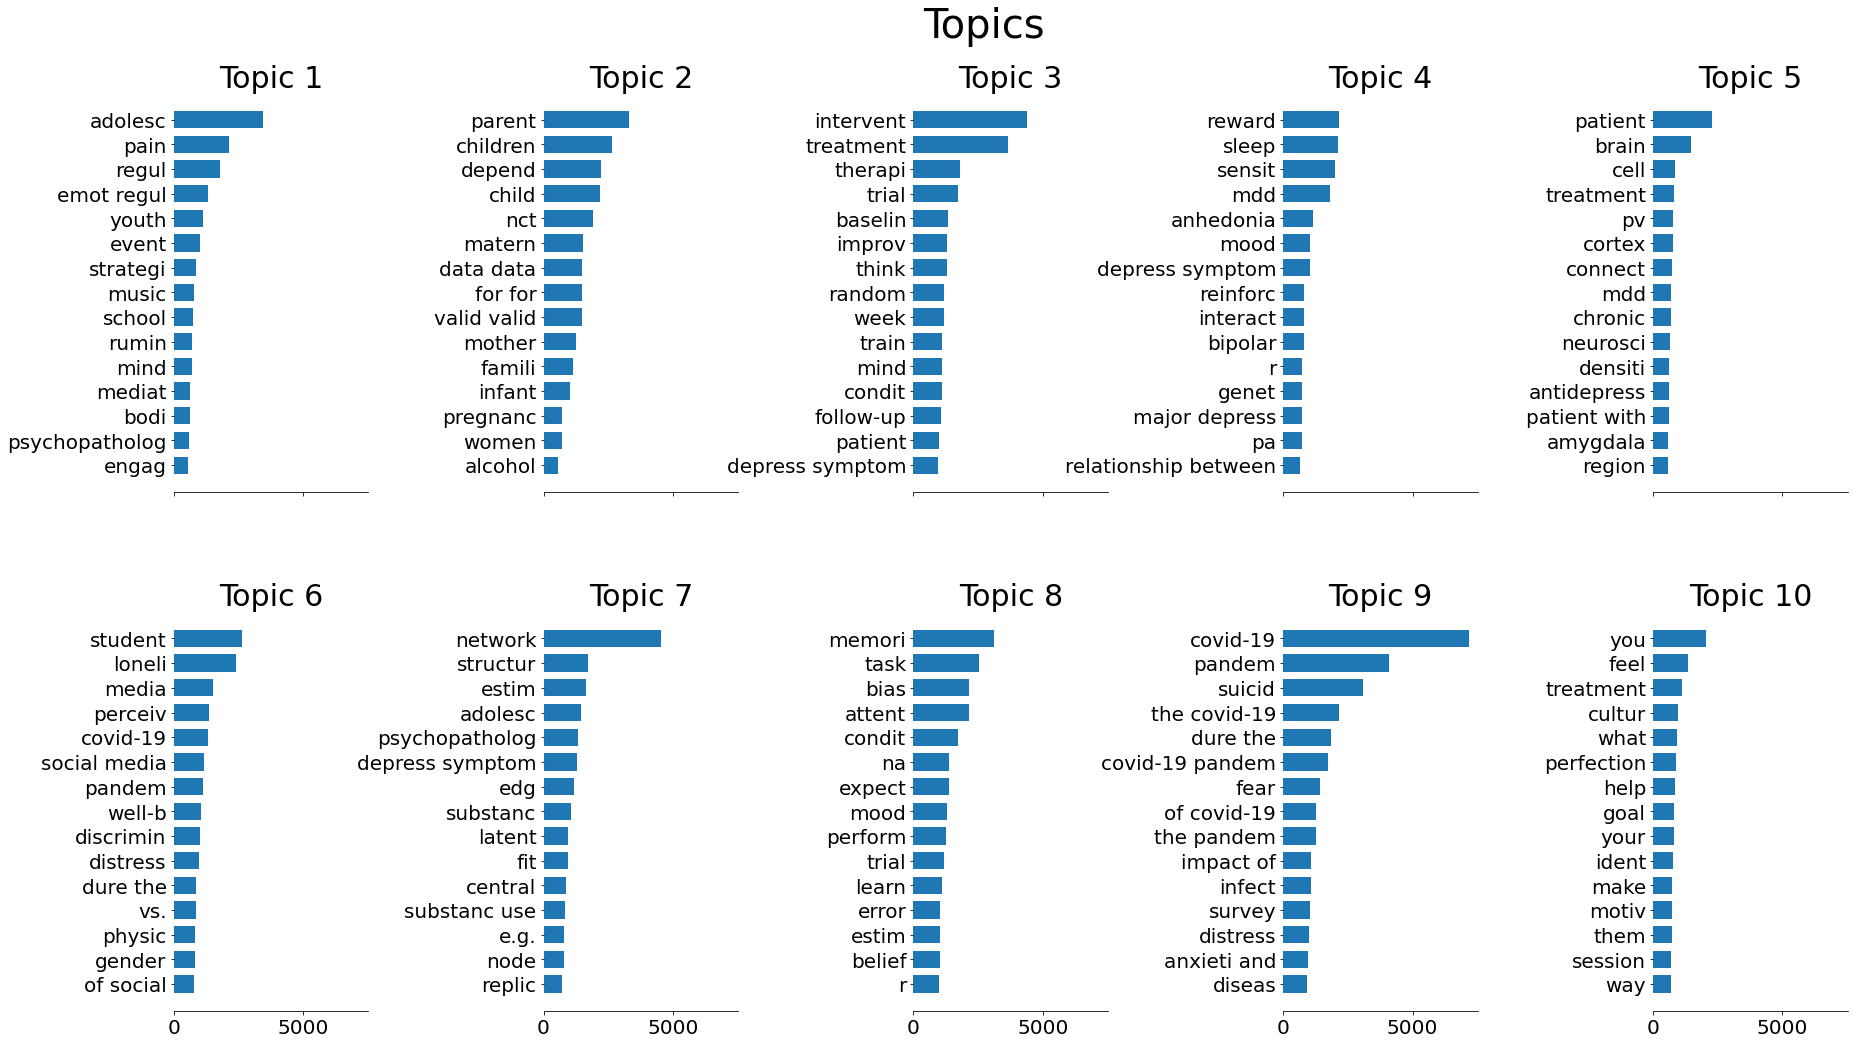 Topics
Topic 1
adolesc
pain
regul
emot regul
youth
event
strategi
music
school
rumin
mind
mediat
bodi
psychopatholog
engag
Topic 2
parent
children
depend
child
nct
matern
data data
for for
valid valid
mother
famili
infant
pregnanc
women
alcohol
Topic 3
intervent
treatment
therapi
trial
baselin
improv
think
random
week
train
mind
condit
follow-up
patient
depress symptom
Topic 4
reward
sleep
sensit
mdd
anhedonia
mood
depress symptom
reinforc
interact
bipolar
r
genet
major depress
pa
relationship between
Topic 5
patient
brain
cell
treatment
pv
cortex
connect
mdd
chronic
neurosci
densiti
antidepress
patient with
amygdala
region
Topic 6
student
loneli
media
perceiv
covid-19
social media
pandem
well-b
discrimin
distress
dure the
vs.
physic
gender
of social
0 5000
Topic 7
network
structur
estim
adolesc
psychopatholog
depress symptom
edg
substanc
latent
fit
central
substanc use
e.g.
node
replic
0 5000
Topic 8
memori
task
bias
attent
condit
na
expect
mood
perform
trial
learn
error
estim
belief
r
0 5000
Topic 9
covid-19
pandem
suicid
the covid-19
dure the
covid-19 pandem
fear
of covid-19
the pandem
impact of
infect
survey
distress
anxieti and
diseas
0 5000
Topic 10
you
feel
treatment
cultur
what
perfection
help
goal
your
ident
make
motiv
them
session
way
0 5000